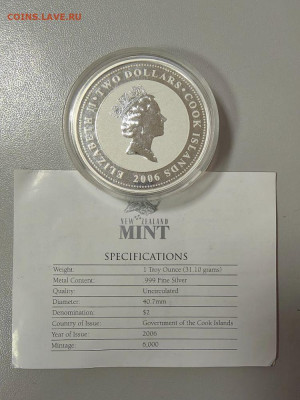 COINS.LAVE.RU
ELIZABETH II · TWO DOLLARS · COOK ISLANDS
2006
NEW ZEALAND
MINT
SPECIFICATIONS
Weight: 1 Troy Ounce (31.10 grams)
Metal Content: .999 Fine Silver
Quality: Uncirculated
Diameter: 40.7mm
Denomination: $2
Country of Issue: Government of the Cook Islands
Year of Issue: 2006
Mintage: 6,000